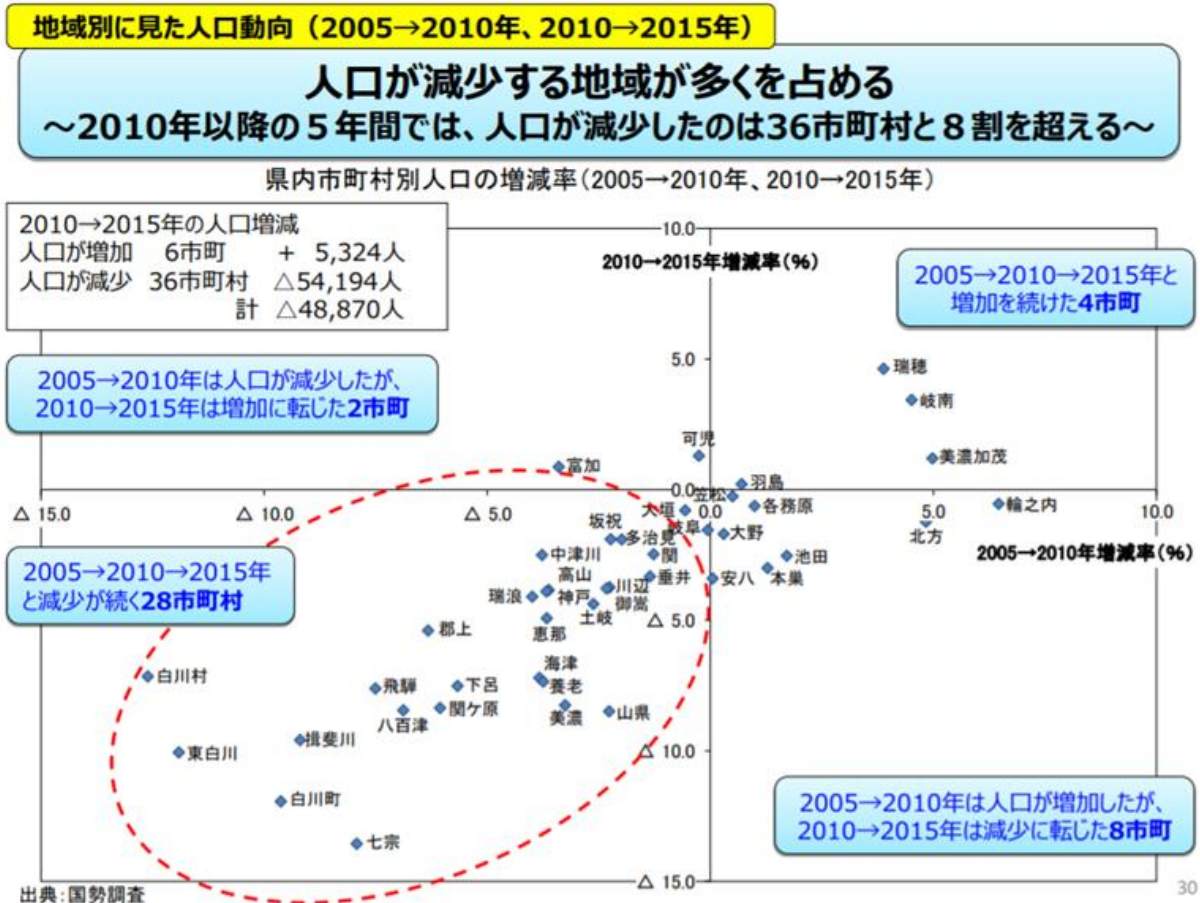 地域別に見た人口動向（2005→2010年、2010→2015年）
人口が減少する地域が多くを占める
～2010年以降の５年間では、人口が減少したのは36市町村と８割を超える～
県内市町村別人口の増減率（2005→2010年、2010→2015年）
2010→2015年の人口増減
人口が増加 6市町 + 5,324人
人口が減少 36市町村 △54,194人
計 △48,870人
10.0
2010→2015年増減率（%）
2005→2010→2015年と
増加を続けた4市町
5.0
瑞穂
2005→2010年は人口が減少したが、
2010→2015年は増加に転じた2市町
岐南
可児
美濃加茂
富加
羽島
0.0
笠松
△ 15.0
△ 10.0
△ 5.0
0.0
5.0
10.0
大垣
各務原
輪之内
坂祝
岐阜
大野
北方
多治見
2005→2010年増減率（%）
中津川
関
池田
2005→2010→2015年
と減少が続く28市町村
高山
垂井
安八
本巣
川辺
瑞浪
神戸
御嵩
土岐
△ 5.0
恵那
郡上
海津
白川村
飛騨
下呂
養老
関ケ原
美濃
山県
八百津
揖斐川
東白川
△ 10.0
白川町
2005→2010年は人口が増加したが、
2010→2015年は減少に転じた8市町
七宗
△ 15.0
出典：国勢調査
30